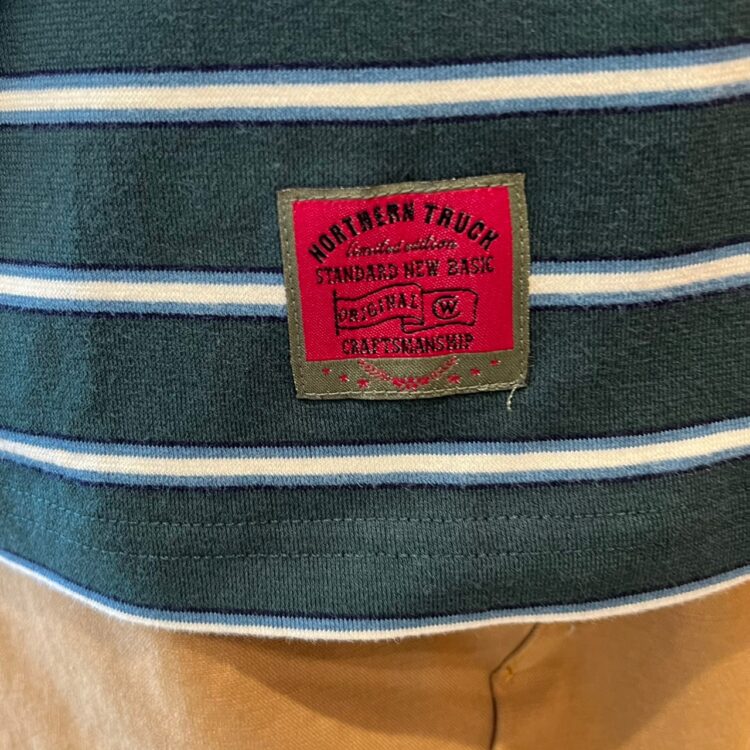 NORTHERN TRUCK
limited edition
STANDARD NEW BASIC
ORIGINAL W
CRAFTSMANSHIP